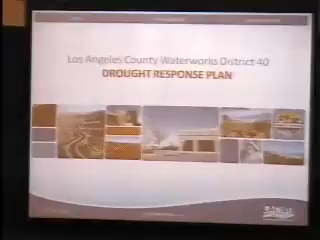 Los Angeles County Waterworks District 40
DROUGHT RESPONSE PLAN